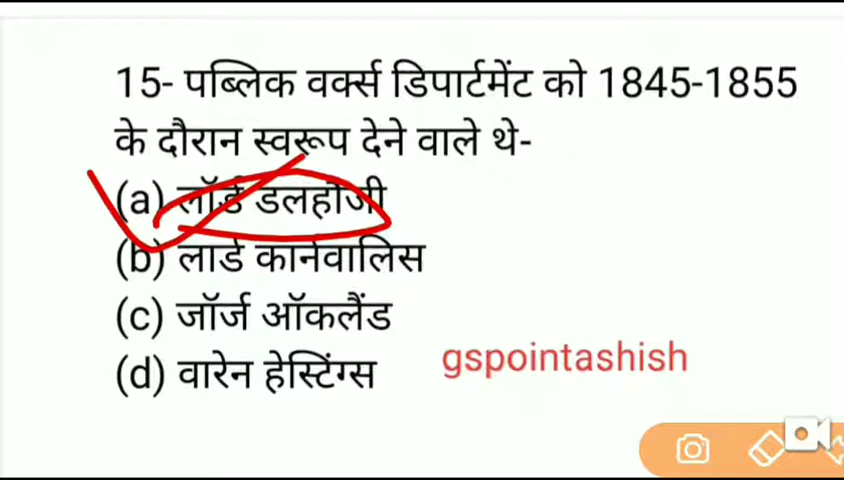 15- पब्लिक वर्क्स डिपार्टमेंट को 1845-1855
के दौरान स्वरूप देने वाले थे-
(a) लॉर्ड डलहौजी
(b) लार्ड कार्नवालिस
(c) जॉर्ज ऑकलैंड
(d) वारेन हेस्टिंग्स
gspointashish